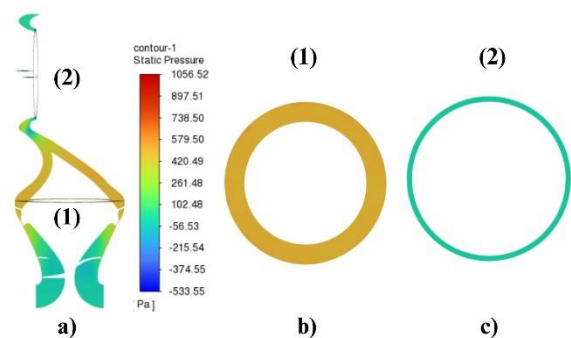 contour-1
Static Pressure
1056.52
897.51
738.50
579.50
420.49
261.48
102.48
-56.53
-215.54
-374.55
-533.55
Pa ]
(2)
(1)
a)
(1)
b)
(2)
c)